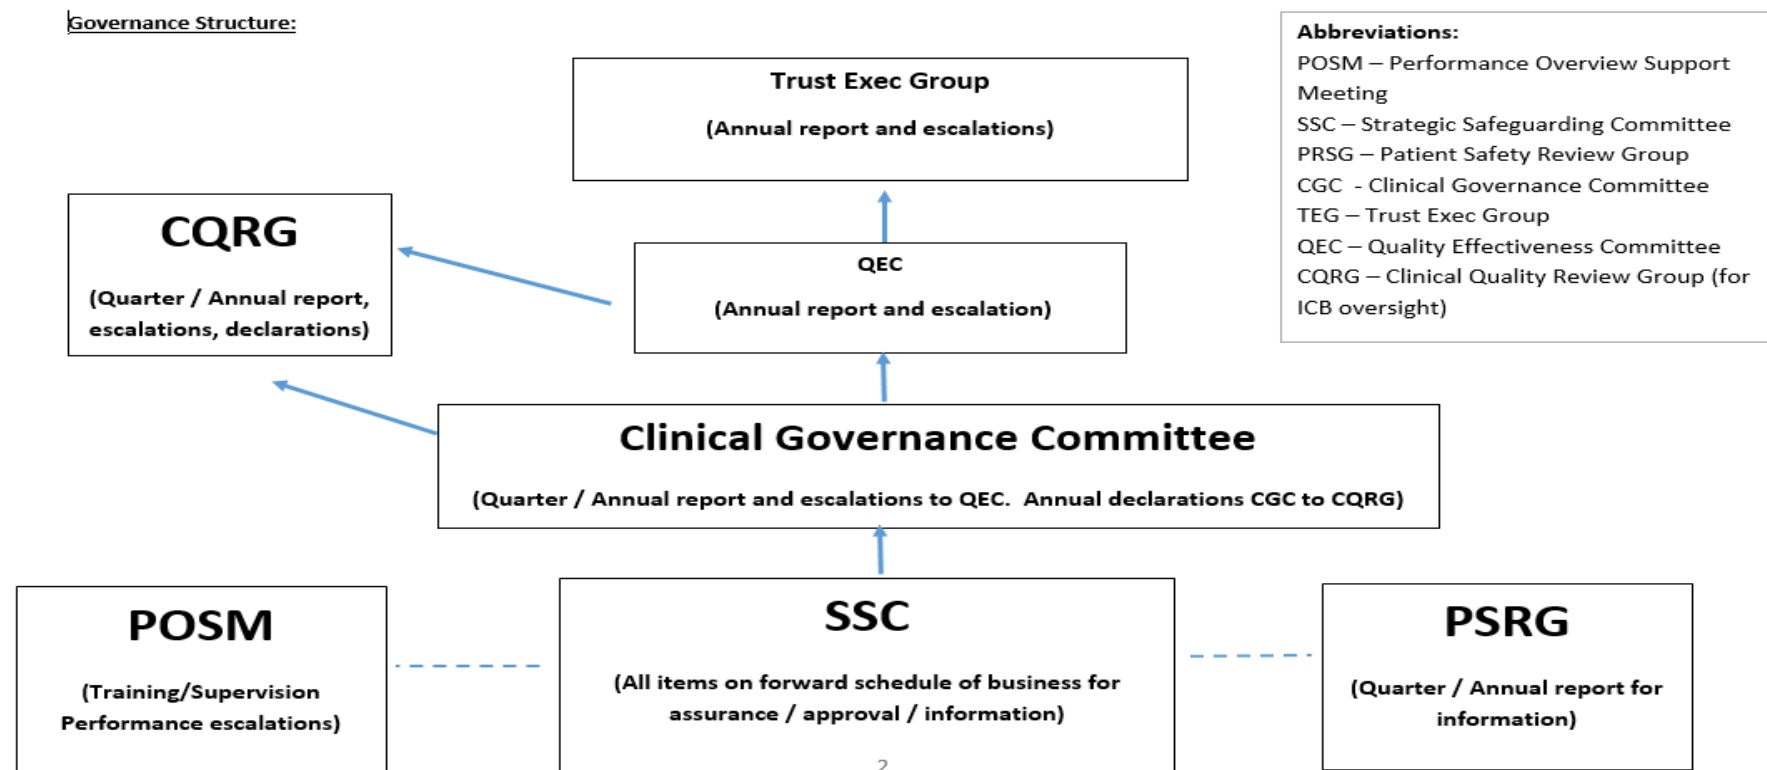 Governance Structure:
Abbreviations:
POSM – Performance Overview Support
Meeting
SSC – Strategic Safeguarding Committee
PRSG – Patient Safety Review Group
CGC  - Clinical Governance Committee
TEG – Trust Exec Group
QEC – Quality Effectiveness Committee
CQRG – Clinical Quality Review Group (for
ICB oversight)
Trust Exec Group
(Annual report and escalations)
CQRG
(Quarter / Annual report,
escalations, declarations)
QEC
(Annual report and escalation)
Clinical Governance Committee
(Quarter / Annual report and escalations to QEC.  Annual declarations CGC to CQRG)
POSM
(Training/Supervision
Performance escalations)
SSC
(All items on forward schedule of business for
assurance / approval / information)
2
PSRG
(Quarter / Annual report for
information)